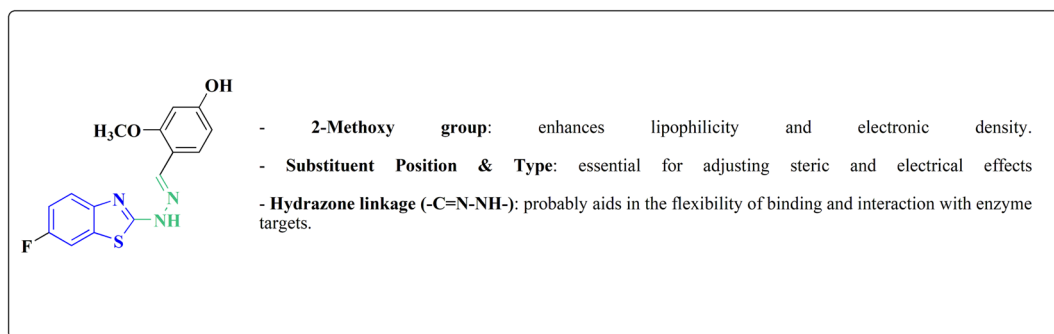 OH
H₃CO
N
N
NH
S
F
- 2-Methoxy group: enhances lipophilicity and electronic density.
- Substituent Position & Type: essential for adjusting steric and electrical effects
- Hydrazone linkage (-C=N-NH-): probably aids in the flexibility of binding and interaction with enzyme
targets.